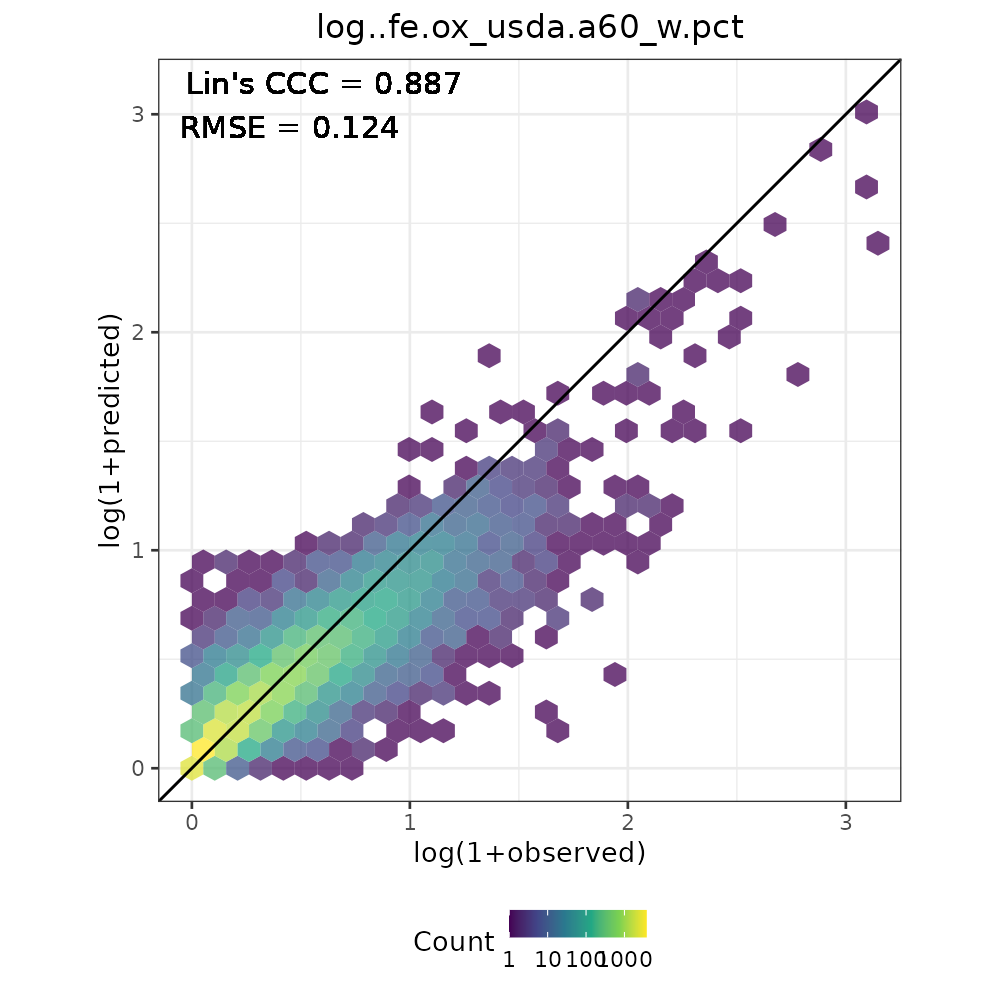 log..fe.ox_usda.a60_w.pct
Lin's CCC = 0.887
RMSE = 0.124
log(1+predicted)
3
2
1
0
0 1 2 3
log(1+observed)
Count
1 10 100 1000